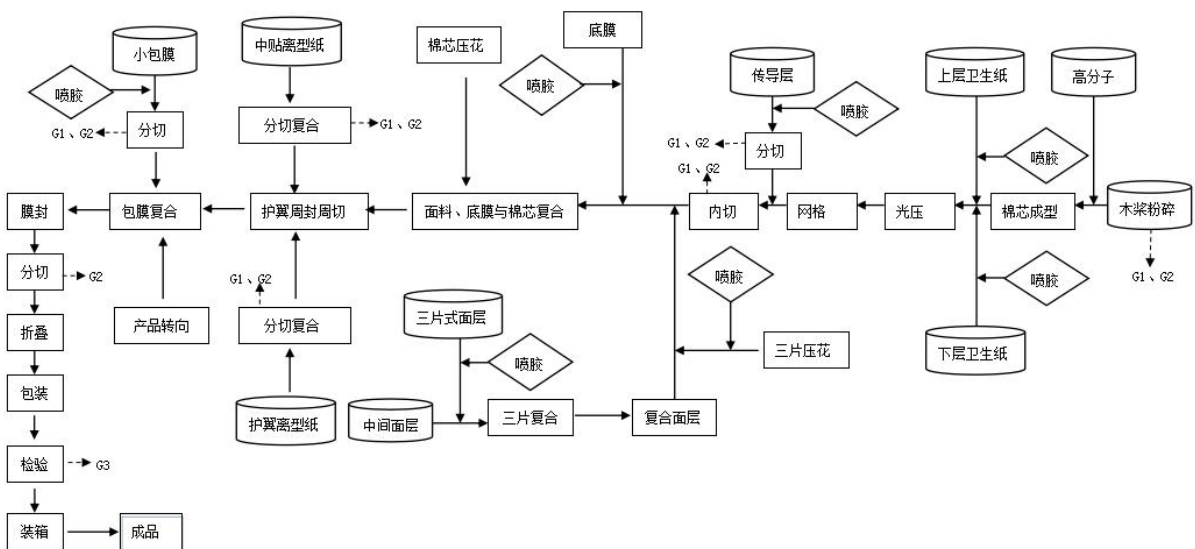 底膜
小包膜
中贴离型纸
棉芯压花
传导层
上层卫生纸
高分子
喷胶
喷胶
喷胶
分切
G1、G2
分切复合
G1、G2
G1、G2
分切
喷胶
G1、G2
膜封
包膜复合
护翼周封周切
面料、底膜与棉芯复合
内切
网格
光压
棉芯成型
木浆粉碎
G1、G2
分切
G2
G1、G2
喷胶
喷胶
折叠
产品转向
分切复合
三片式面层
喷胶
三片压花
下层卫生纸
包装
护翼离型纸
中间面层
三片复合
复合面层
检验
G3
装箱
成品